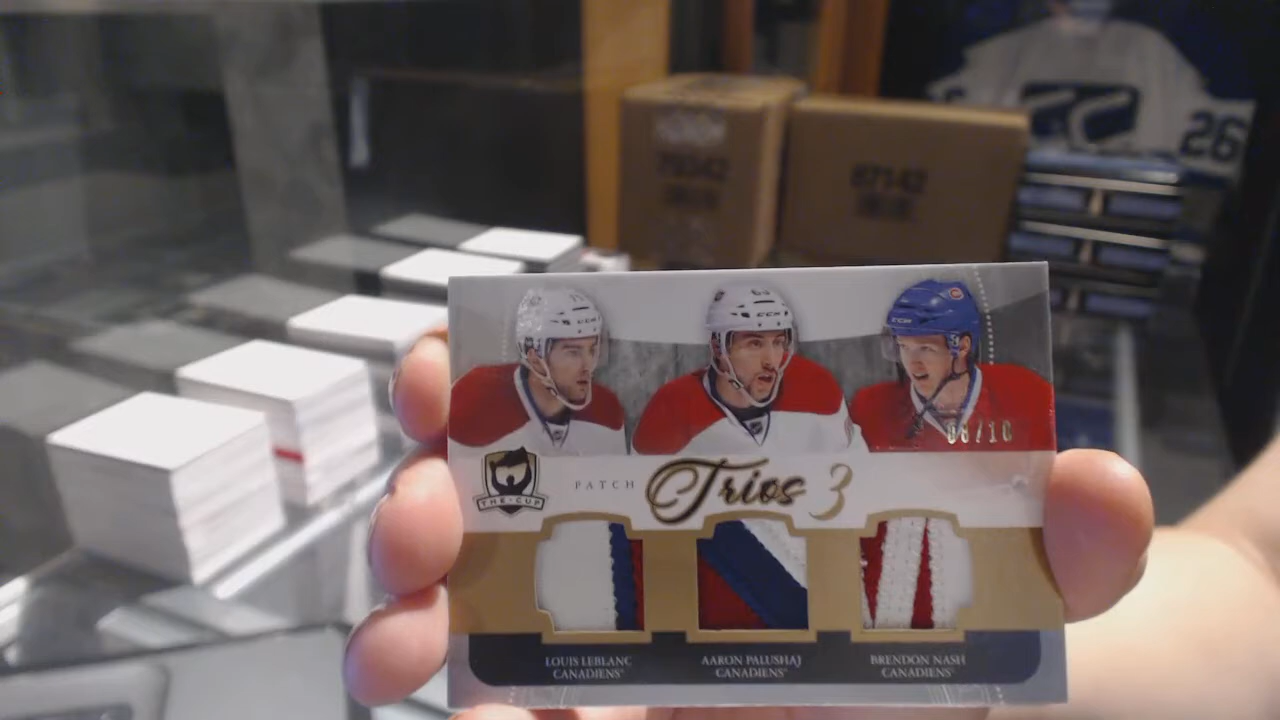 26
08/10
THE·CUP
PATCH Trios 3
LOUIS LEBLANC
CANADIENS
AARON PALUSHAJ
CANADIENS
BRENDON NASH
CANADIENS